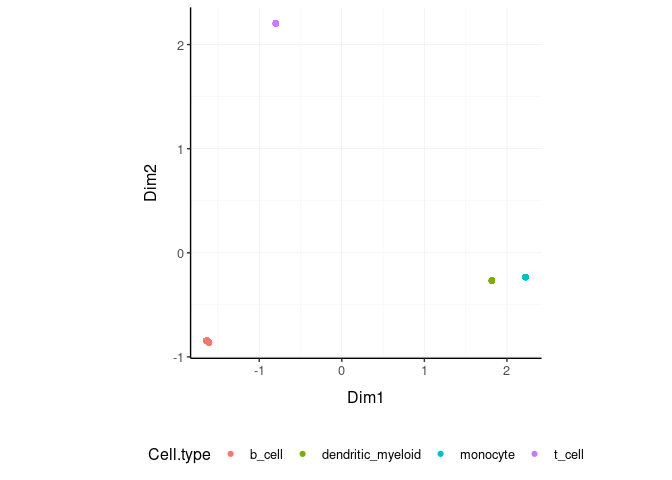 2
1
0
-1
Dim2
-1 0 1 2
Dim1
Cell.type b_cell dendritic_myeloid monocyte t_cell